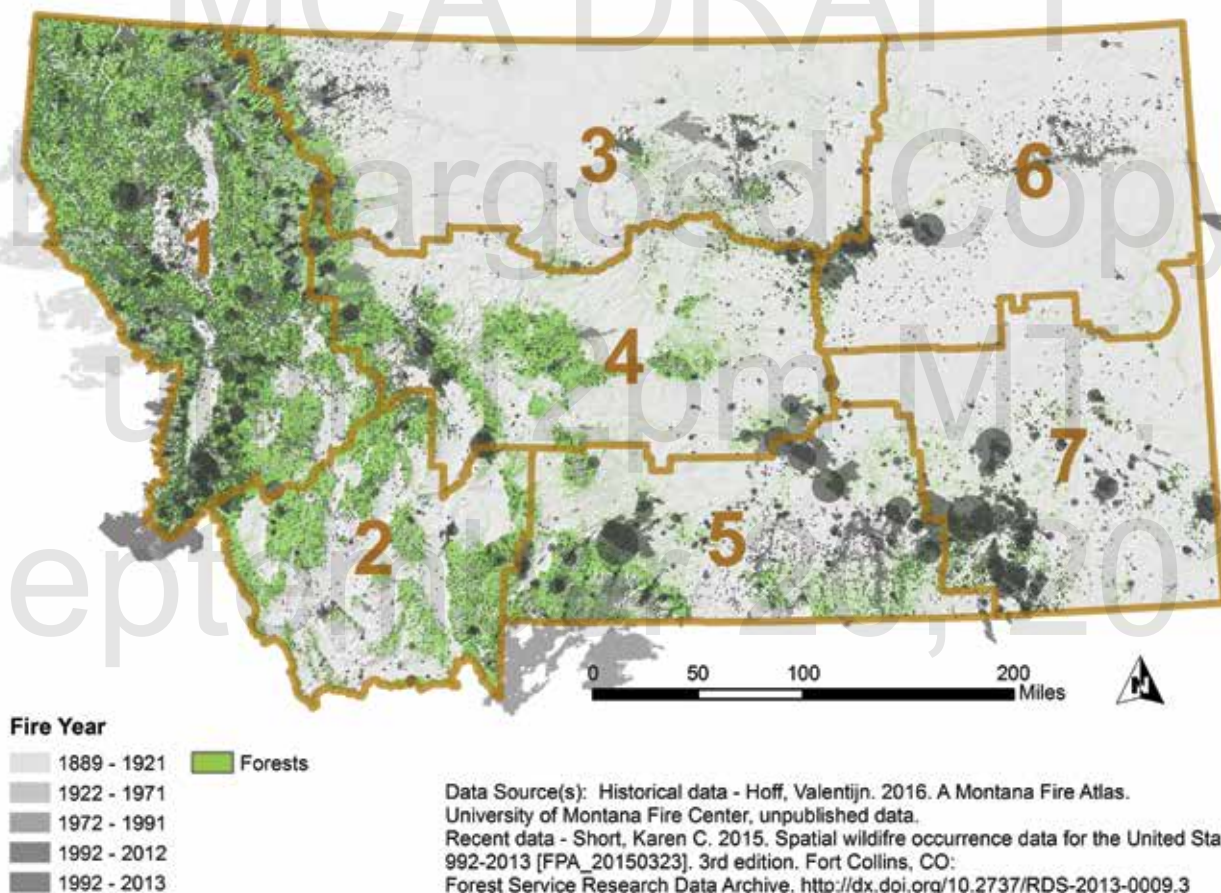 MCA DRAFT
3
6
1
4
7
2
5
0 50 100 200
Miles
N
Fire Year
1889 - 1921 Forests
1922 - 1971
1972 - 1991
1992 - 2012
1992 - 2013
Data Source(s): Historical data - Hoff, Valentijn. 2016. A Montana Fire Atlas.
University of Montana Fire Center, unpublished data.
Recent data - Short, Karen C. 2015. Spatial wildifre occurrence data for the United Sta
992-2013 [FPA_20150323]. 3rd edition. Fort Collins, CO:
Forest Service Research Data Archive. http://dx.doi.org/10.2737/RDS-2013-0009.3